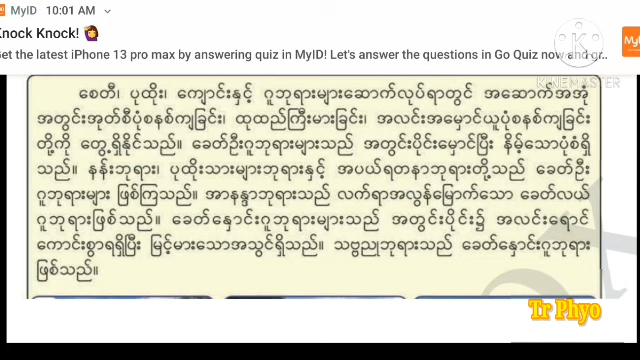 MyID 10:01 AM
Knock Knock!
Get the latest iPhone 13 pro max by answering quiz in MyID! Let's answer the questions in Go Quiz now and gr..
KINEMASTER
စေတီ၊ ပုထိုး၊ ကျောင်းနှင့် ဂူဘုရားများဆောက်လုပ်ရာတွင် အဆောက်အအုံ
အတွင်းအုတ်စီပုံစနစ်ကျခြင်း၊ ထုထည်ကြီးမားခြင်း၊ အလင်းအမှောင်ယူပုံစနစ်ကျခြင်း
တို့ကို တွေ့ရှိနိုင်သည်။ ခေတ်ဦးဂူဘုရားများသည် အတွင်းပိုင်းမှောင်ပြီး နိမ့်သောပုံစံရှိ
သည်။ နန်းဘုရား၊ ပုထိုးသားများဘုရားနှင့် အပယ်ရတနာဘုရားတို့သည် ခေတ်ဦး
ဂူဘုရားများ ဖြစ်ကြသည်။ အာနန္ဒာဘုရားသည် လက်ရာအလွန်မြောက်သော ခေတ်လယ်
ဂူဘုရားဖြစ်သည်။ ခေတ်နှောင်းဂူဘုရားများသည် အတွင်းပိုင်း၌ အလင်းရောင်
ကောင်းစွာရရှိပြီး မြင့်မားသောအသွင်ရှိသည်။ သဗ္ဗညုဘုရားသည် ခေတ်နှောင်းဂူဘုရား
ဖြစ်သည်။
Tr Phyo